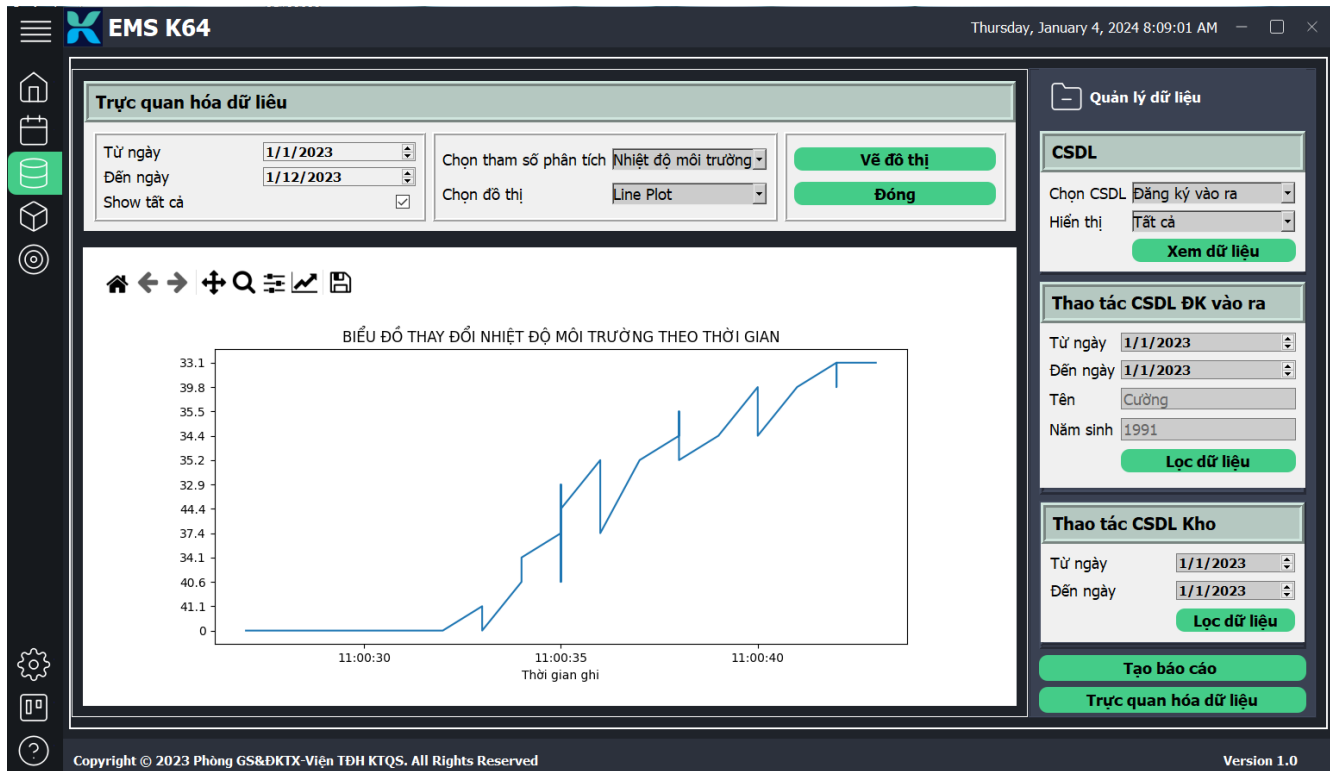 EMS K64
Thursday, January 4, 2024 8:09:01 AM
Trực quan hóa dữ liêu
Từ ngày 1/1/2023
Đến ngày 1/12/2023
Show tất cả
Chọn tham số phân tích Nhiệt độ môi trường
Chọn đồ thị Line Plot
Vẽ đồ thị
Đóng
BIỂU ĐỒ THAY ĐỔI NHIỆT ĐỘ MÔI TRƯỜNG THEO THỜI GIAN
33.1
39.8
35.5
34.4
35.2
32.9
44.4
37.4
34.1
40.6
41.1
0
11:00:30 11:00:35 11:00:40
Thời gian ghi
Quản lý dữ liệu
CSDL
Chọn CSDL Đăng ký vào ra
Hiển thị Tất cả
Xem dữ liệu
Thao tác CSDL ĐK vào ra
Từ ngày 1/1/2023
Đến ngày 1/1/2023
Tên Cường
Năm sinh 1991
Lọc dữ liệu
Thao tác CSDL Kho
Từ ngày 1/1/2023
Đến ngày 1/1/2023
Lọc dữ liệu
Tạo báo cáo
Trực quan hóa dữ liệu
Copyright © 2023 Phòng GS&ĐKTX-Viện TĐH KTQS. All Rights Reserved
Version 1.0